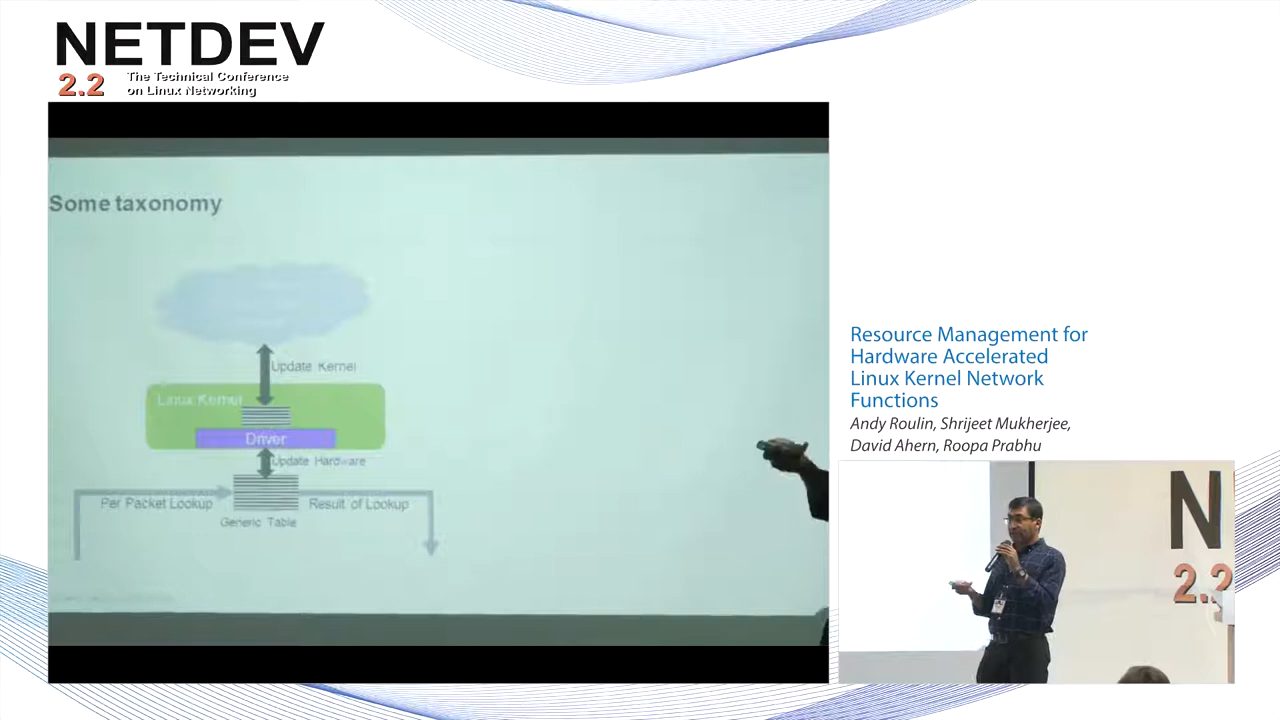 NETDEV
2.2
The Technical Conference
on Linux Networking
Some taxonomy
Update Kernel
Linux Kernel
Driver
Update Hardware
Per Packet Lookup
Result of Lookup
Generic Table
Resource Management for
Hardware Accelerated
Linux Kernel Network
Functions
Andy Roulin, Shrijeet Mukherjee,
David Ahern, Roopa Prabhu
N
2.2